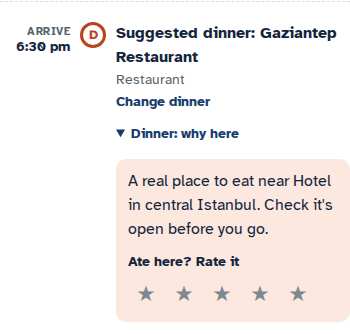 ARRIVE
6:30 pm
D
Suggested dinner: Gaziantep
Restaurant
Restaurant
Change dinner
▼ Dinner: why here
A real place to eat near Hotel
in central Istanbul. Check it's
open before you go.
Ate here? Rate it
★ ★ ★ ★ ★